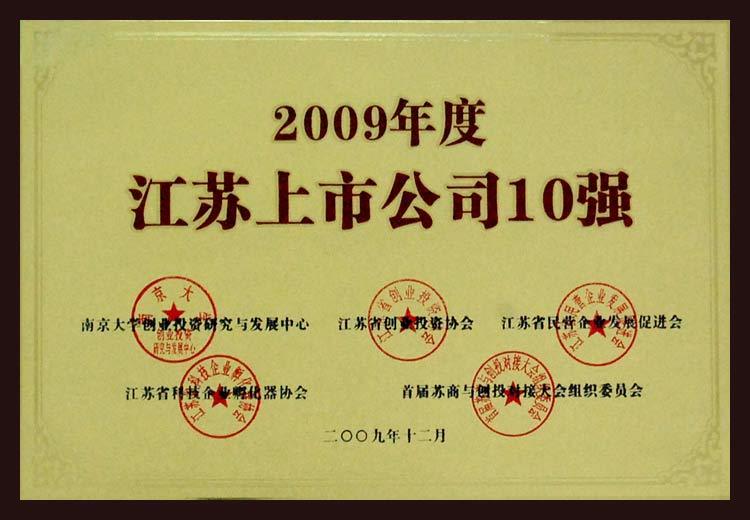 2009年度
江苏上市公司10强
南京大学创业投资研究与发展中心 江苏省创业投资协会 江苏省民营企业发展促进会
江苏省科技企业孵化器协会 首届苏商与创投对接大会组织委员会
二〇〇九年十二月